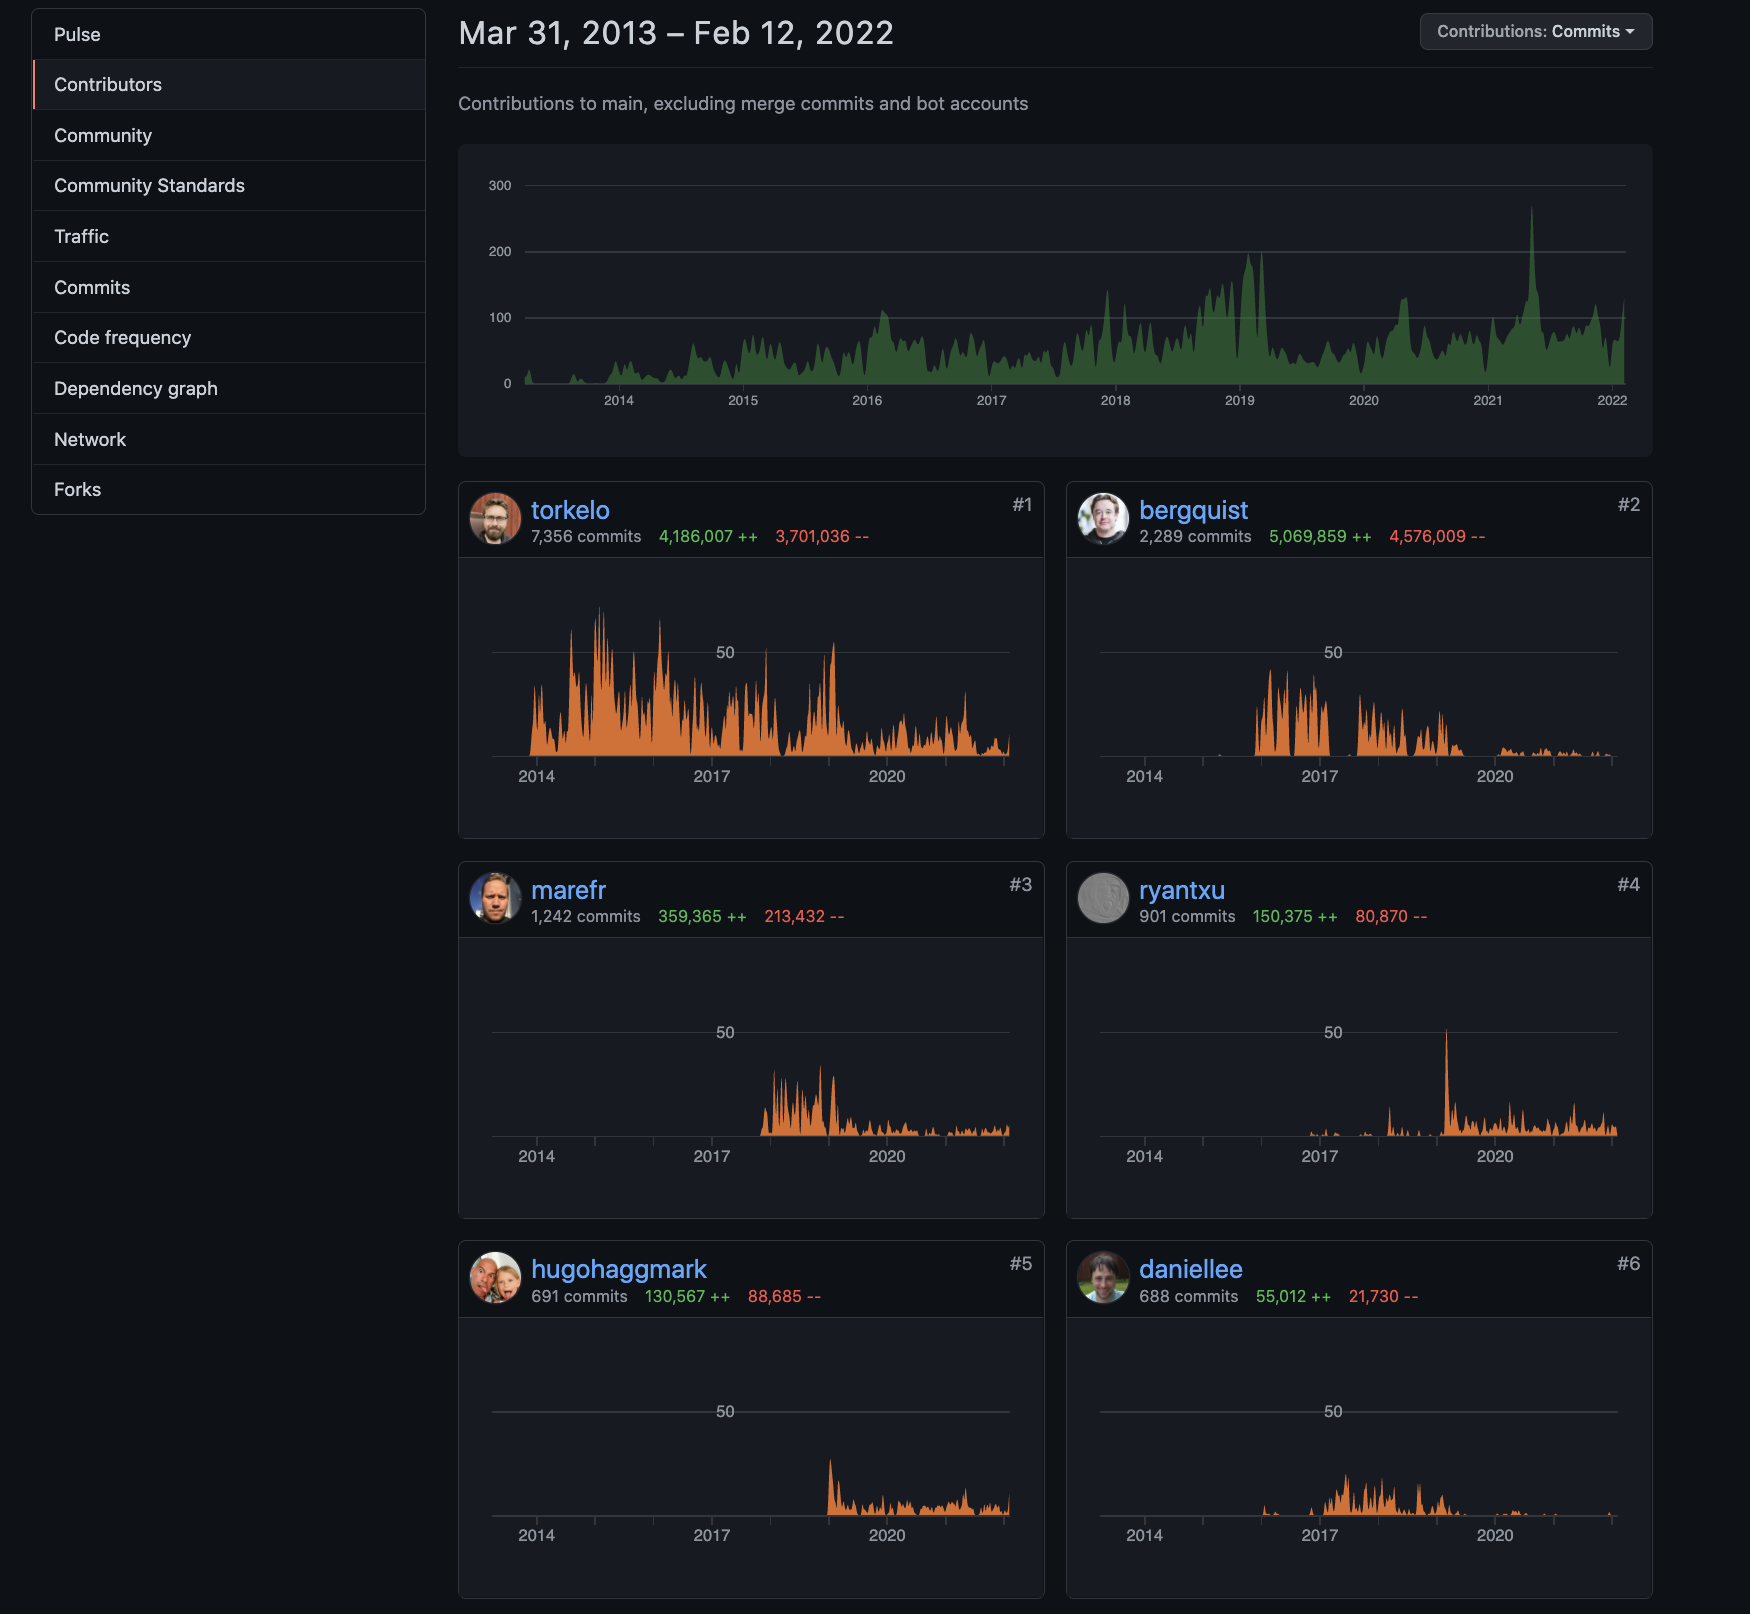 Pulse
Contributors
Community
Community Standards
Traffic
Commits
Code frequency
Dependency graph
Network
Forks
Mar 31, 2013 – Feb 12, 2022
Contributions: Commits
Contributions to main, excluding merge commits and bot accounts
300
200
100
0
2014 2015 2016 2017 2018 2019 2020 2021 2022
torkelo #1
7,356 commits 4,186,007 ++ 3,701,036 --
50
2014 2017 2020
bergquist #2
2,289 commits 5,069,859 ++ 4,576,009 --
50
2014 2017 2020
marefr #3
1,242 commits 359,365 ++ 213,432 --
50
2014 2017 2020
ryantxu #4
901 commits 150,375 ++ 80,870 --
50
2014 2017 2020
hugohaggmark #5
691 commits 130,567 ++ 88,685 --
50
2014 2017 2020
daniellee #6
688 commits 55,012 ++ 21,730 --
50
2014 2017 2020